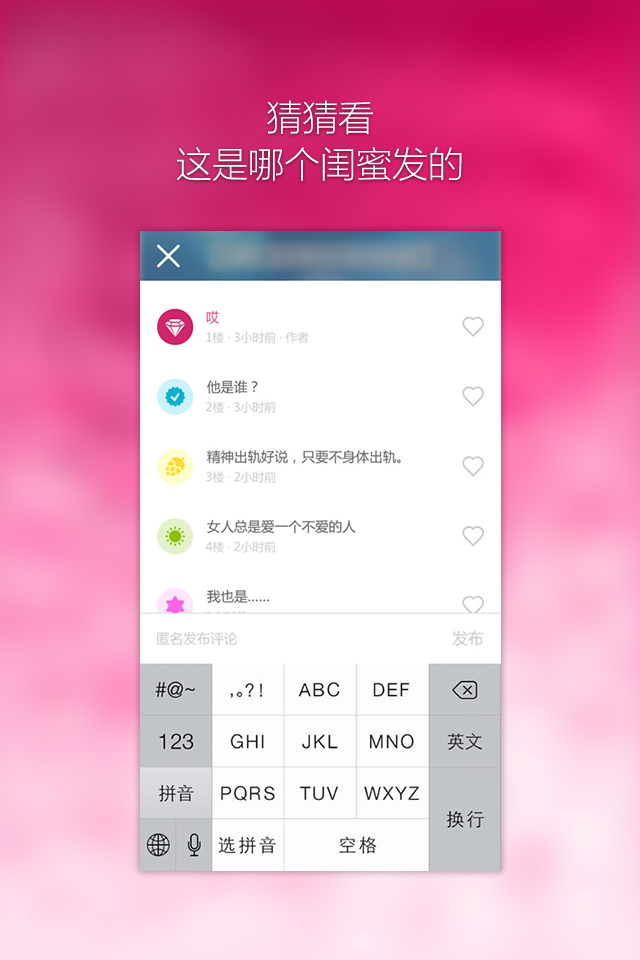 猜猜看
这是哪个闺蜜发的
哎
1楼 · 3小时前 · 作者
他是谁？
2楼 · 3小时前
精神出轨好说，只要不身体出轨。
3楼 · 2小时前
女人总是爱一个不爱的人
4楼 · 2小时前
我也是......
匿名发布评论 发布
#@~ ,。?! ABC DEF
123 GHI JKL MNO 英文
拼音 PQRS TUV WXYZ 换行
选拼音 空格